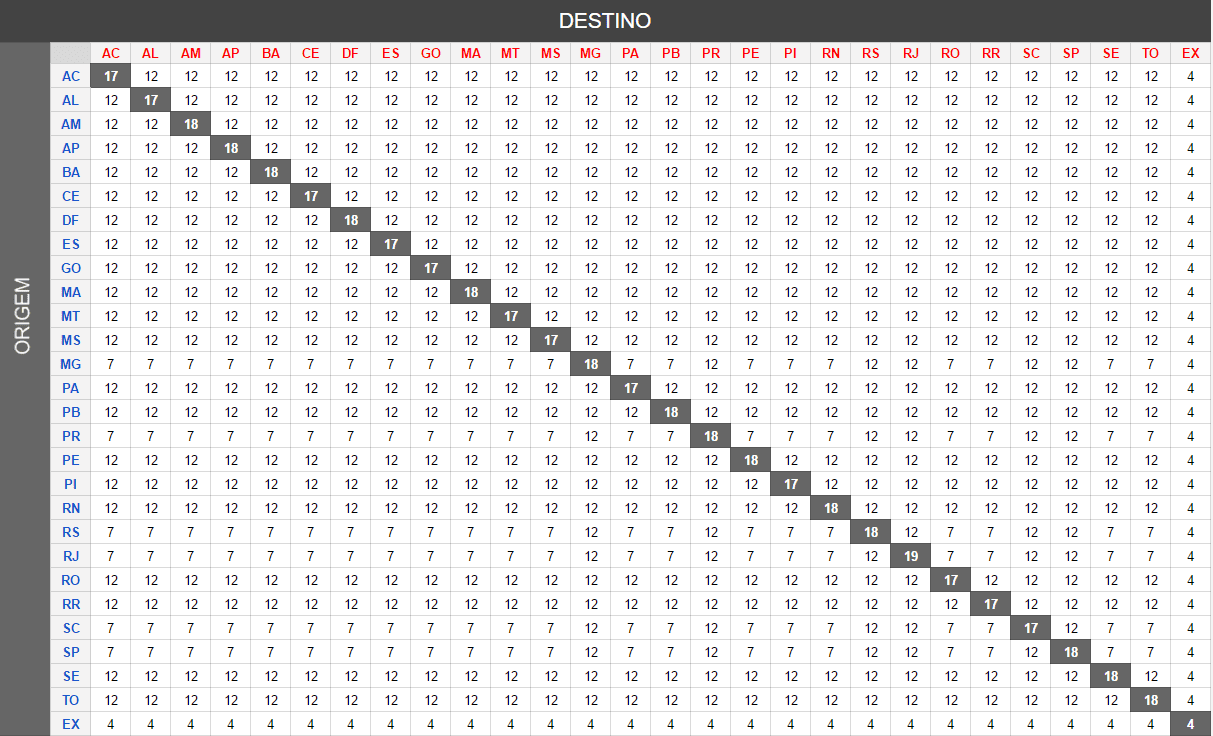 DESTINO
ORIGEM
AC AL AM AP BA CE DF ES GO MA MT MS MG PA PB PR PE PI RN RS RJ RO RR SC SP SE TO EX
AC 17 12 12 12 12 12 12 12 12 12 12 12 12 12 12 12 12 12 12 12 12 12 12 12 12 12 12 4
AL 12 17 12 12 12 12 12 12 12 12 12 12 12 12 12 12 12 12 12 12 12 12 12 12 12 12 12 4
AM 12 12 18 12 12 12 12 12 12 12 12 12 12 12 12 12 12 12 12 12 12 12 12 12 12 12 12 4
AP 12 12 12 18 12 12 12 12 12 12 12 12 12 12 12 12 12 12 12 12 12 12 12 12 12 12 12 4
BA 12 12 12 12 18 12 12 12 12 12 12 12 12 12 12 12 12 12 12 12 12 12 12 12 12 12 12 4
CE 12 12 12 12 12 17 12 12 12 12 12 12 12 12 12 12 12 12 12 12 12 12 12 12 12 12 12 4
DF 12 12 12 12 12 12 18 12 12 12 12 12 12 12 12 12 12 12 12 12 12 12 12 12 12 12 12 4
ES 12 12 12 12 12 12 12 17 12 12 12 12 12 12 12 12 12 12 12 12 12 12 12 12 12 12 12 4
GO 12 12 12 12 12 12 12 12 17 12 12 12 12 12 12 12 12 12 12 12 12 12 12 12 12 12 12 4
MA 12 12 12 12 12 12 12 12 12 18 12 12 12 12 12 12 12 12 12 12 12 12 12 12 12 12 12 4
MT 12 12 12 12 12 12 12 12 12 12 17 12 12 12 12 12 12 12 12 12 12 12 12 12 12 12 12 4
MS 12 12 12 12 12 12 12 12 12 12 12 17 12 12 12 12 12 12 12 12 12 12 12 12 12 12 12 4
MG 7 7 7 7 7 7 7 7 7 7 7 7 18 7 7 12 7 7 7 12 12 7 7 12 12 7 7 4
PA 12 12 12 12 12 12 12 12 12 12 12 12 12 17 12 12 12 12 12 12 12 12 12 12 12 12 12 4
PB 12 12 12 12 12 12 12 12 12 12 12 12 12 12 18 12 12 12 12 12 12 12 12 12 12 12 12 4
PR 7 7 7 7 7 7 7 7 7 7 7 7 12 7 7 18 7 7 7 12 12 7 7 12 12 7 7 4
PE 12 12 12 12 12 12 12 12 12 12 12 12 12 12 12 12 18 12 12 12 12 12 12 12 12 12 12 4
PI 12 12 12 12 12 12 12 12 12 12 12 12 12 12 12 12 12 17 12 12 12 12 12 12 12 12 12 4
RN 12 12 12 12 12 12 12 12 12 12 12 12 12 12 12 12 12 12 18 12 12 12 12 12 12 12 12 4
RS 7 7 7 7 7 7 7 7 7 7 7 7 12 7 7 12 7 7 7 18 12 7 7 12 12 7 7 4
RJ 7 7 7 7 7 7 7 7 7 7 7 7 12 7 7 12 7 7 7 12 19 7 7 12 12 7 7 4
RO 12 12 12 12 12 12 12 12 12 12 12 12 12 12 12 12 12 12 12 12 12 17 12 12 12 12 12 4
RR 12 12 12 12 12 12 12 12 12 12 12 12 12 12 12 12 12 12 12 12 12 12 17 12 12 12 12 4
SC 7 7 7 7 7 7 7 7 7 7 7 7 12 7 7 12 7 7 7 12 12 7 7 17 12 7 7 4
SP 7 7 7 7 7 7 7 7 7 7 7 7 12 7 7 12 7 7 7 12 12 7 7 12 18 7 7 4
SE 12 12 12 12 12 12 12 12 12 12 12 12 12 12 12 12 12 12 12 12 12 12 12 12 12 18 12 4
TO 12 12 12 12 12 12 12 12 12 12 12 12 12 12 12 12 12 12 12 12 12 12 12 12 12 12 18 4
EX 4 4 4 4 4 4 4 4 4 4 4 4 4 4 4 4 4 4 4 4 4 4 4 4 4 4 4 4